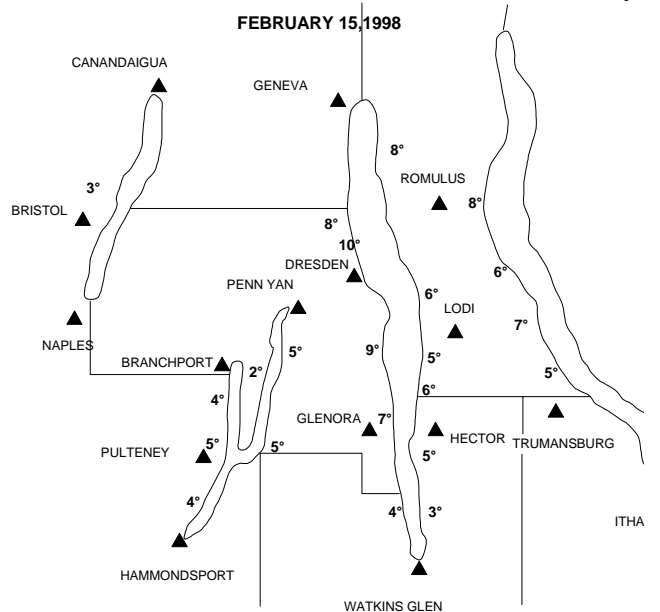 FEBRUARY 15,1998
CANANDAIGUA
GENEVA
8°
3°
ROMULUS
BRISTOL
8°
8°
10°
DRESDEN
6°
PENN YAN
6°
LODI
7°
NAPLES
BRANCHPORT
2°
5°
9°
5°
5°
4°
6°
GLENORA
7°
HECTOR
TRUMANSBURG
PULTENEY
5°
5°
5°
4°
4°
3°
ITHA
HAMMONDSPORT
WATKINS GLEN